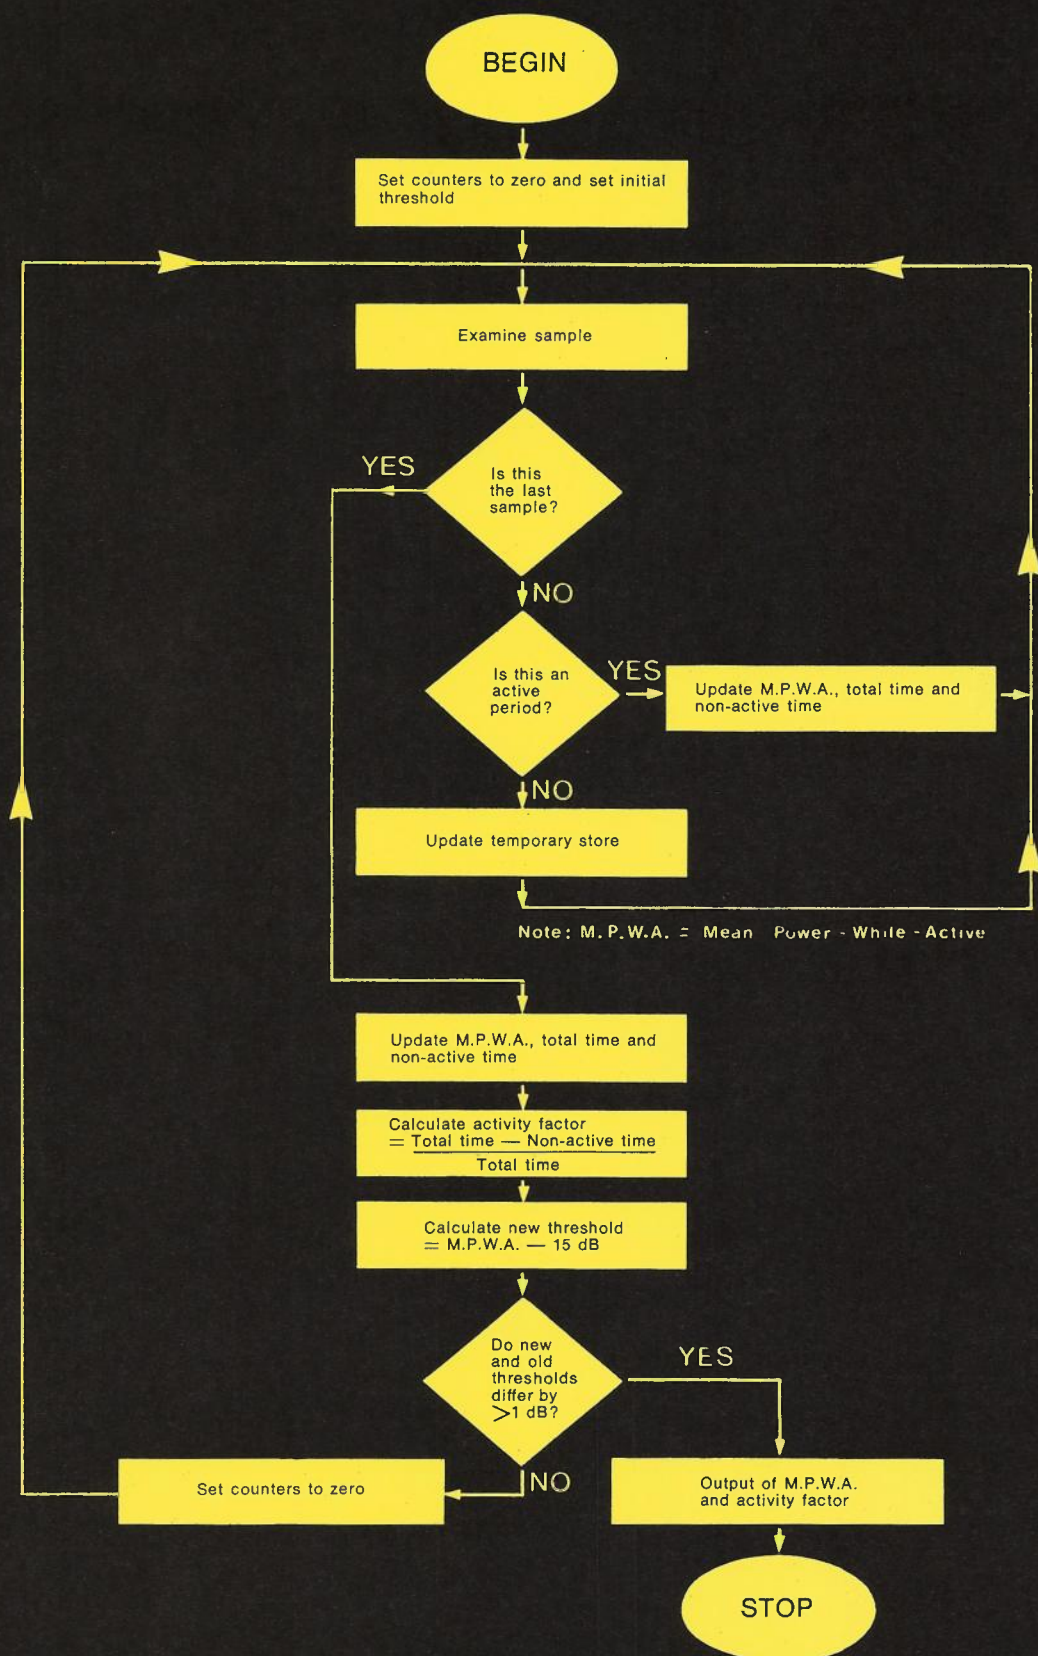 BEGIN
Set counters to zero and set initial
threshold
Examine sample
YES
Is this
the last
sample?
NO
Is this an
active
period?
YES
Update M.P.W.A., total time and
non-active time
NO
Update temporary store
Note: M.P.W.A. = Mean Power-While-Active
Update M.P.W.A., total time and
non-active time
Calculate activity factor
= Total time — Non-active time
Total time
Calculate new threshold
= M.P.W.A. — 15 dB
Do new
and old
thresholds
differ by
>1 dB?
YES
NO
Set counters to zero
Output of M.P.W.A.
and activity factor
STOP